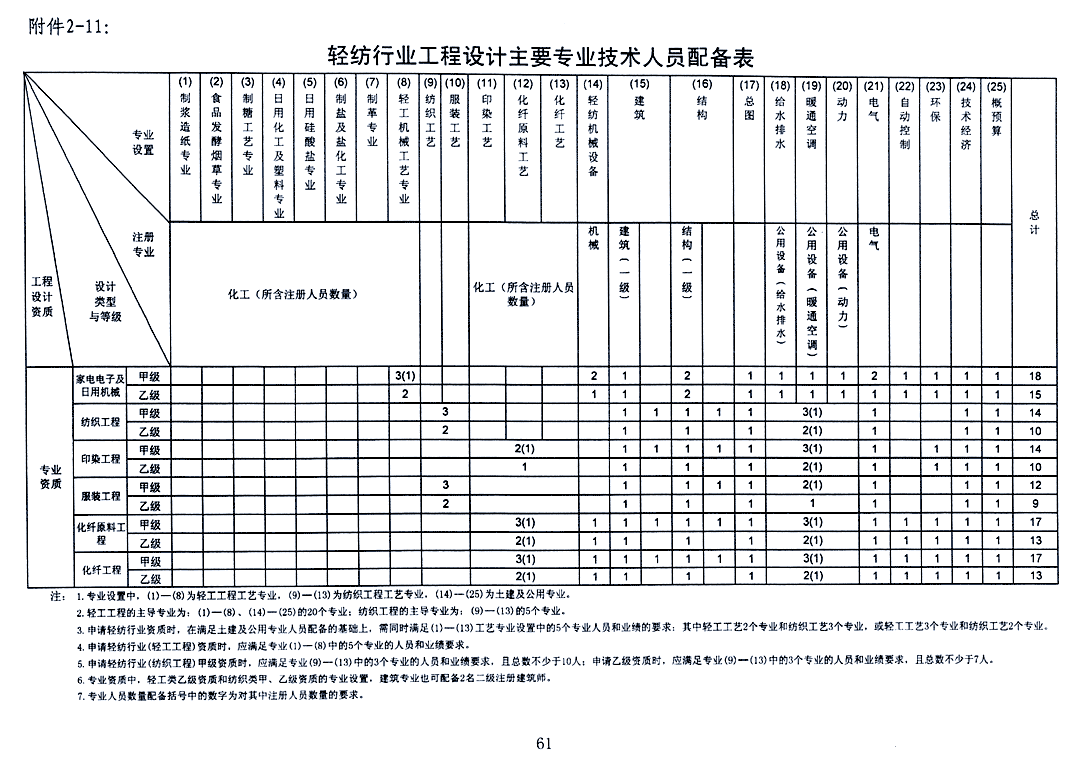 附件2-11:
轻纺行业工程设计主要专业技术人员配备表
专业设置 (1)制浆造纸专业 (2)食品发酵烟草专业 (3)制糖工艺专业 (4)日用化工及塑料专业 (5)日用硅酸盐专业 (6)制盐及盐化工专业 (7)制革专业 (8)轻工机械工艺专业 (9)纺织工艺 (10)服装工艺 (11)印染工艺 (12)化纤原料工艺 (13)化纤工艺 (14)轻纺机械设备 (15)建筑 (16)结构 (17)总图 (18)给水排水 (19)暖通空调 (20)动力 (21)电气 (22)自动控制 (23)环保 (24)技术经济 (25)概预算 总计
注册专业 化工(所含注册人员数量) 化工(所含注册人员数量) 机械 建筑(一级) 结构(一级) 公用设备(给水排水) 公用设备(暖通空调) 公用设备(动力) 电气
工程设计资质 设计类型与等级
专业资质
家电电子及日用机械 甲级 3(1) 2 1 2 1 1 1 1 2 1 1 1 1 18
乙级 2 1 1 2 1 1 1 1 1 1 1 1 1 15
纺织工程 甲级 3 1 1 1 1 1 3(1) 1 1 1 14
乙级 2 1 1 1 2(1) 1 1 1 10
印染工程 甲级 2(1) 1 1 1 1 1 3(1) 1 1 1 1 14
乙级 1 1 1 1 2(1) 1 1 1 1 10
服装工程 甲级 3 1 1 1 1 3(1) 1 1 1 12
乙级 2 1 1 1 1 1 1 1 9
化纤原料工程 甲级 3(1) 1 1 1 1 1 1 3(1) 1 1 1 1 1 17
乙级 2(1) 1 1 1 1 2(1) 1 1 1 1 1 13
化纤工程 甲级 3(1) 1 1 1 1 1 1 3(1) 1 1 1 1 1 17
乙级 2(1) 1 1 1 1 2(1) 1 1 1 1 1 13
注: 1.专业设置中,(1)—(8)为轻工工程工艺专业,(9)—(13)为纺织工程工艺专业,(14)—(25)为土建及公用专业。
2.轻工工程的主导专业为:(1)—(8)、(14)—(25)的20个专业;纺织工程的主导专业为:(9)—(13)的5个专业。
3.申请轻纺行业资质时,在满足土建及公用专业人员配备的基础上,需同时满足(1)—(13)工艺专业设置中的5个专业人员和业绩的要求;其中轻工工艺2个专业和纺织工艺3个专业,或轻工工艺3个专业和纺织工艺2个专业。
4.申请轻纺行业(轻工工程)资质时,应满足专业(1)—(8)中的5个专业的人员和业绩要求。
5.申请轻纺行业(纺织工程)甲级资质时,应满足专业(9)—(13)中的3个专业的人员和业绩要求,且总数不少于10人;申请乙级资质时,应满足专业(9)—(13)中的3个专业的人员和业绩要求,且总数不少于7人。
6.专业资质中,轻工类乙级资质和纺织类甲、乙级资质的专业设置,建筑专业也可配备2名二级注册建筑师。
7.专业人员数量配备括号中的数字为对其中注册人员数量的要求。
61